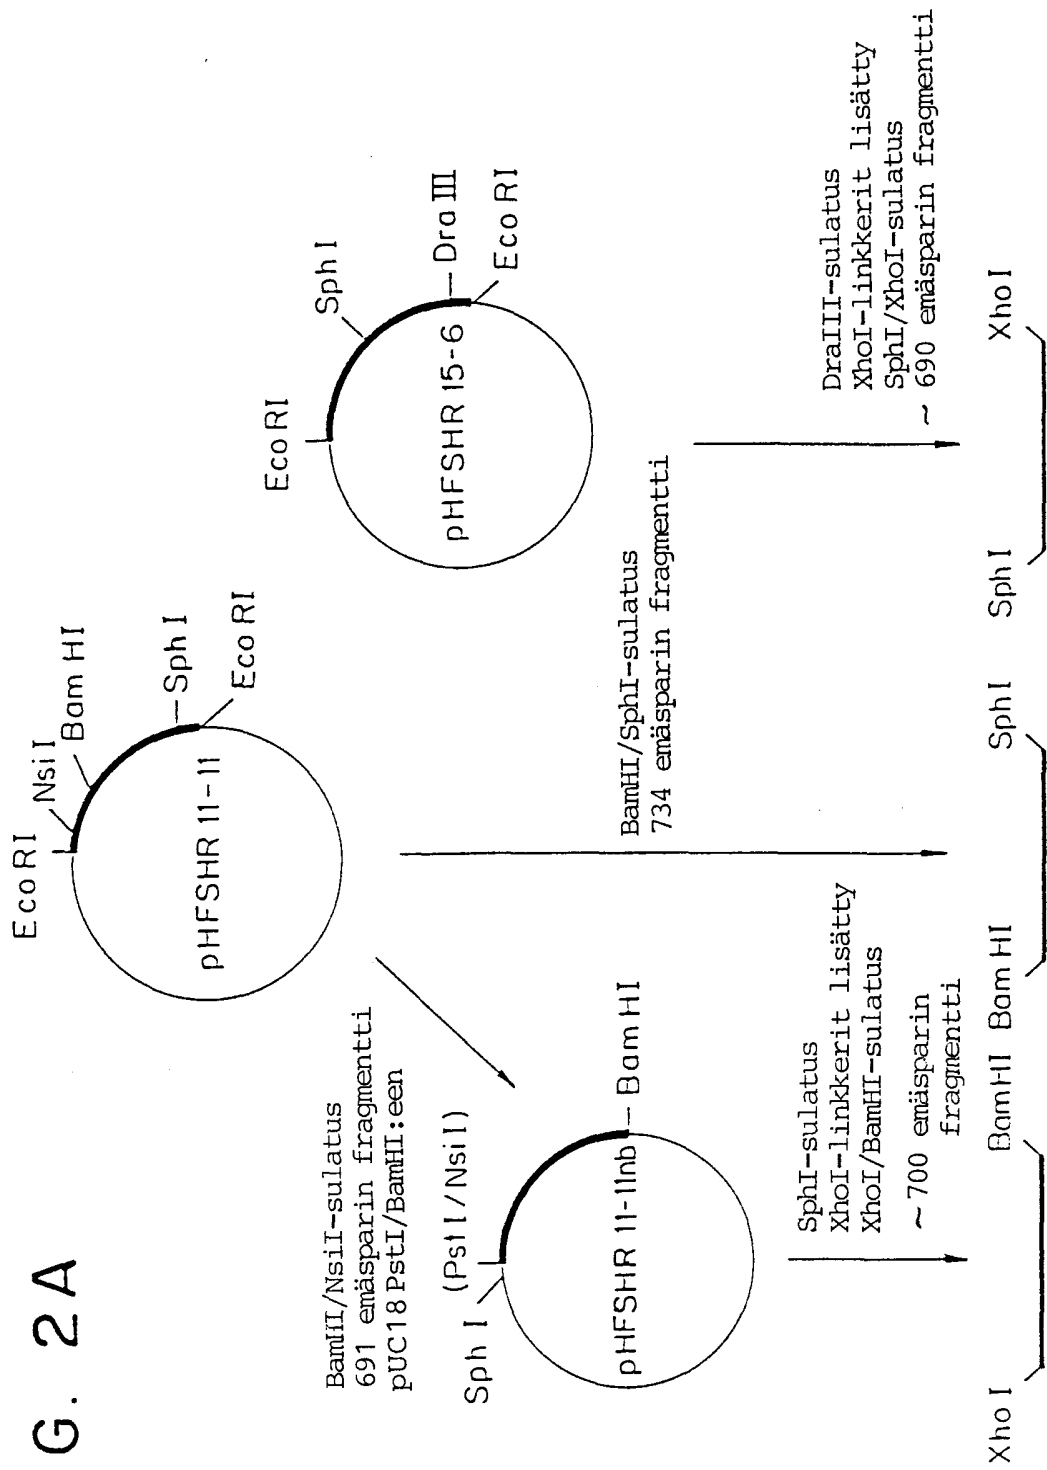 G. 2A
EcoRI
NsiI
BamHI
SphI
EcoRI
pHFSHR 11-11
EcoRI
SphI
DraIII
EcoRI
pHFSHR 15-6
BamHI/NsiI-sulatus
691 emäsparin fragmentti
pUC18 PstI/BamHI:een
SphI
(PstI/NsiI)
BamHI
pHFSHR 11-11nb
SphI-sulatus
XhoI-linkkerit lisätty
XhoI/BamHI-sulatus
~700 emäsparin
fragmentti
BamHI/SphI-sulatus
734 emäsparin fragmentti
DraIII-sulatus
XhoI-linkkerit lisätty
SphI/XhoI-sulatus
~ 690 emäsparin fragmentti
XhoI
BamHI
BamHI
SphI
SphI
XhoI